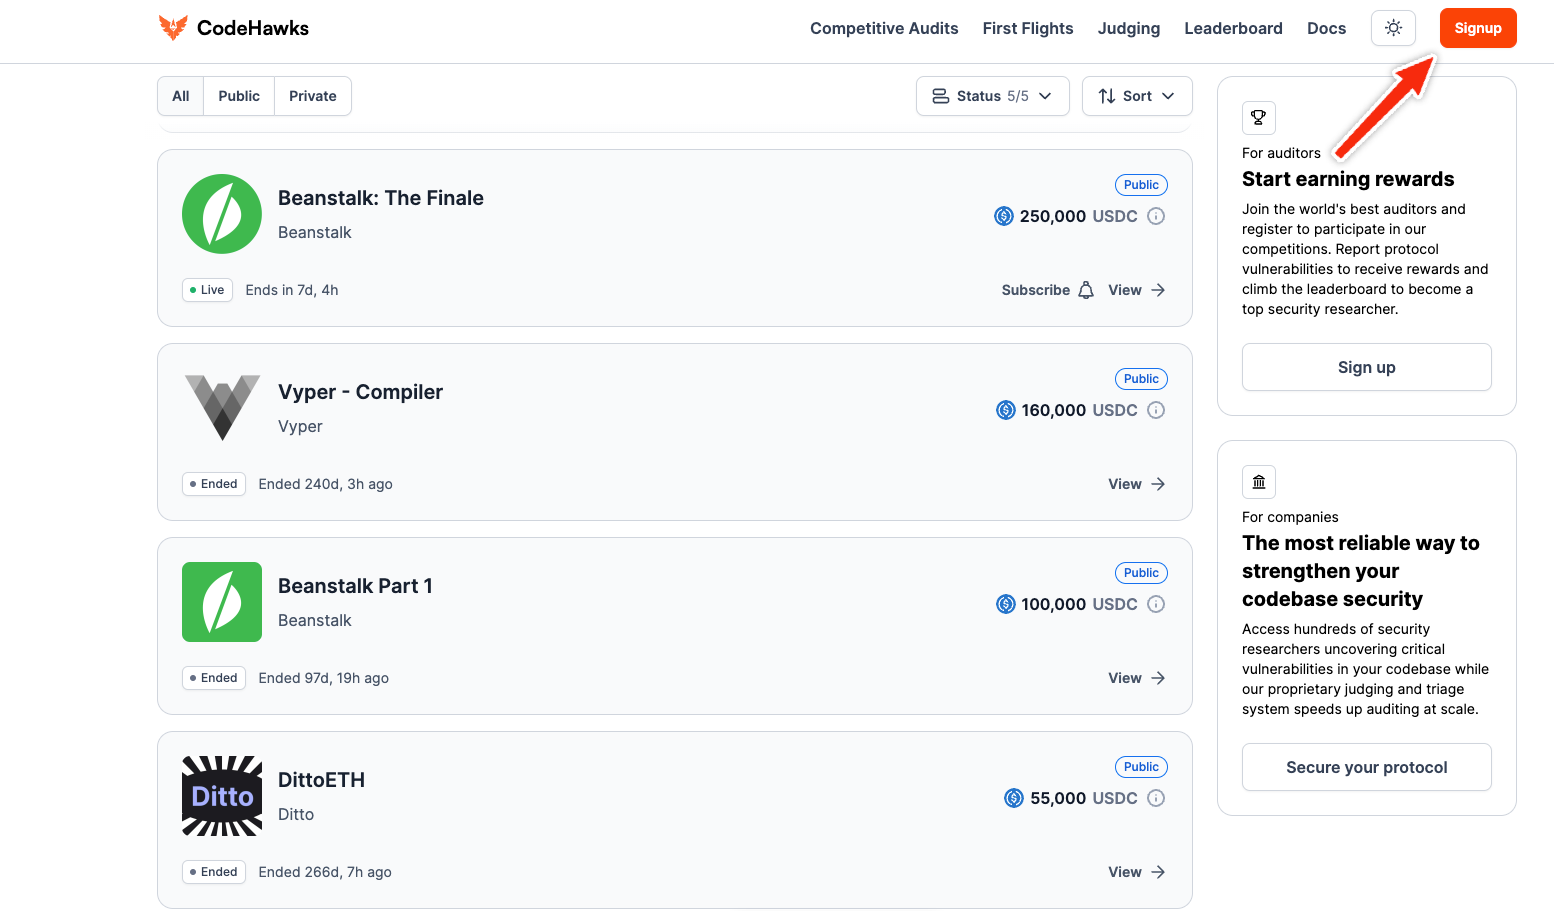 CodeHawks
Competitive Audits First Flights Judging Leaderboard Docs Signup
All Public Private
Status 5/5 Sort
Beanstalk: The Finale
Beanstalk
Public
250,000 USDC
Live Ends in 7d, 4h
Subscribe View
Vyper - Compiler
Vyper
Public
160,000 USDC
Ended Ended 240d, 3h ago
View
Beanstalk Part 1
Beanstalk
Public
100,000 USDC
Ended Ended 97d, 19h ago
View
Ditto
DittoETH
Ditto
Public
55,000 USDC
Ended Ended 266d, 7h ago
View
For auditors
Start earning rewards
Join the world's best auditors and
register to participate in our
competitions. Report protocol
vulnerabilities to receive rewards and
climb the leaderboard to become a
top security researcher.
Sign up
For companies
The most reliable way to
strengthen your
codebase security
Access hundreds of security
researchers uncovering critical
vulnerabilities in your codebase while
our proprietary judging and triage
system speeds up auditing at scale.
Secure your protocol